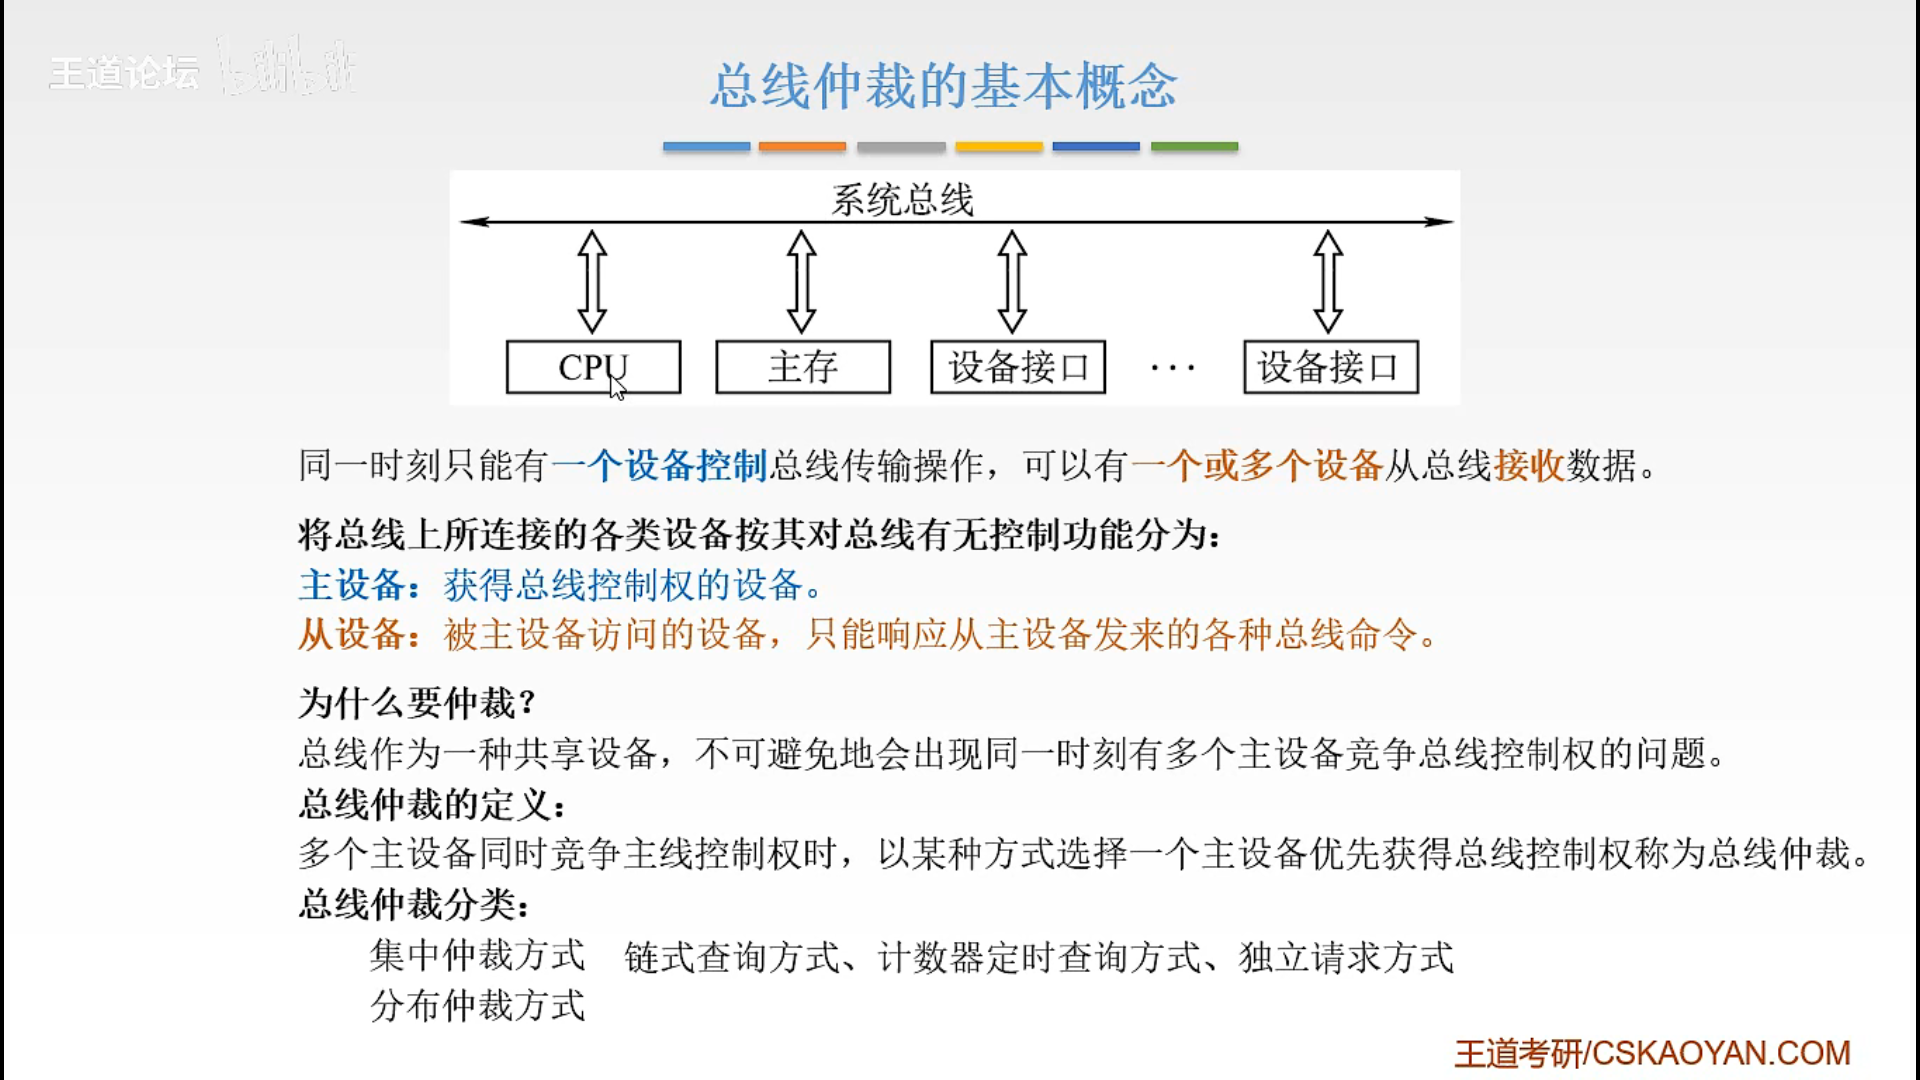 王道论坛 bilibili
总线仲裁的基本概念
系统总线
CPU 主存 设备接口 ··· 设备接口
同一时刻只能有一个设备控制总线传输操作，可以有一个或多个设备从总线接收数据。
将总线上所连接的各类设备按其对总线有无控制功能分为：
主设备：获得总线控制权的设备。
从设备：被主设备访问的设备，只能响应从主设备发来的各种总线命令。
为什么要仲裁？
总线作为一种共享设备，不可避免地会出现同一时刻有多个主设备竞争总线控制权的问题。
总线仲裁的定义：
多个主设备同时竞争主线控制权时，以某种方式选择一个主设备优先获得总线控制权称为总线仲裁。
总线仲裁分类：
集中仲裁方式 链式查询方式、计数器定时查询方式、独立请求方式
分布仲裁方式
王道考研/CSKAOYAN.COM